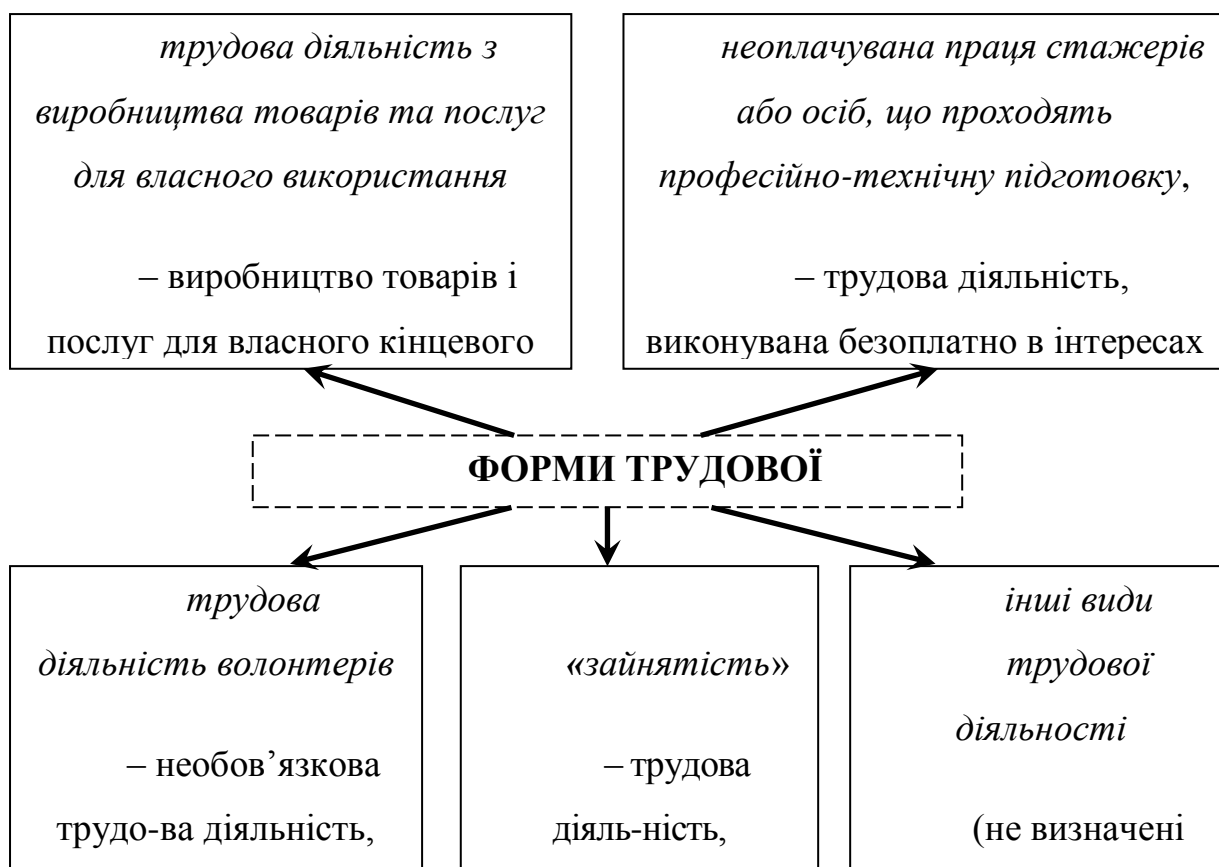 трудова діяльність з
виробництва товарів та послуг
для власного використання
– виробництво товарів і
послуг для власного кінцевого
неоплачувана праця стажерів
або осіб, що проходять
професійно-технічну підготовку,
– трудова діяльність,
виконувана безоплатно в інтересах
ФОРМИ ТРУДОВОЇ
трудова
діяльність волонтерів
– необов’язкова
трудо-ва діяльність,
«зайнятість»
– трудова
діяль-ність,
інші види
трудової
діяльності
(не визначені